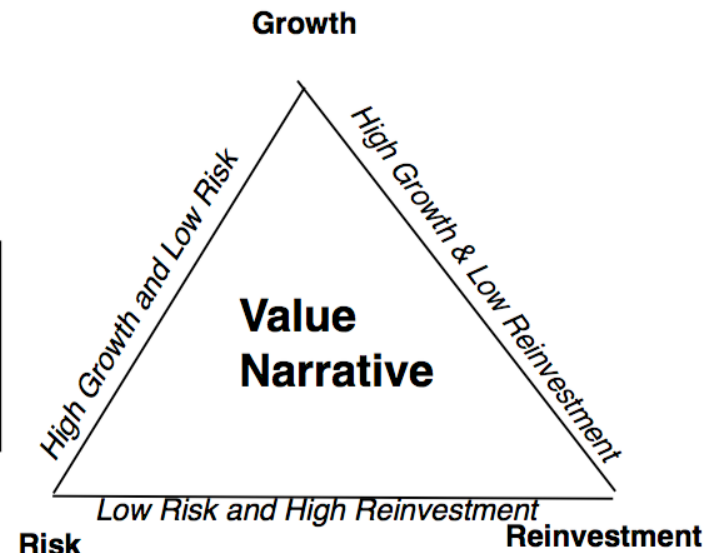 Growth
High Growth and Low Risk
High Growth & Low Reinvestment
Value
Narrative
Low Risk and High Reinvestment
Risk
Reinvestment